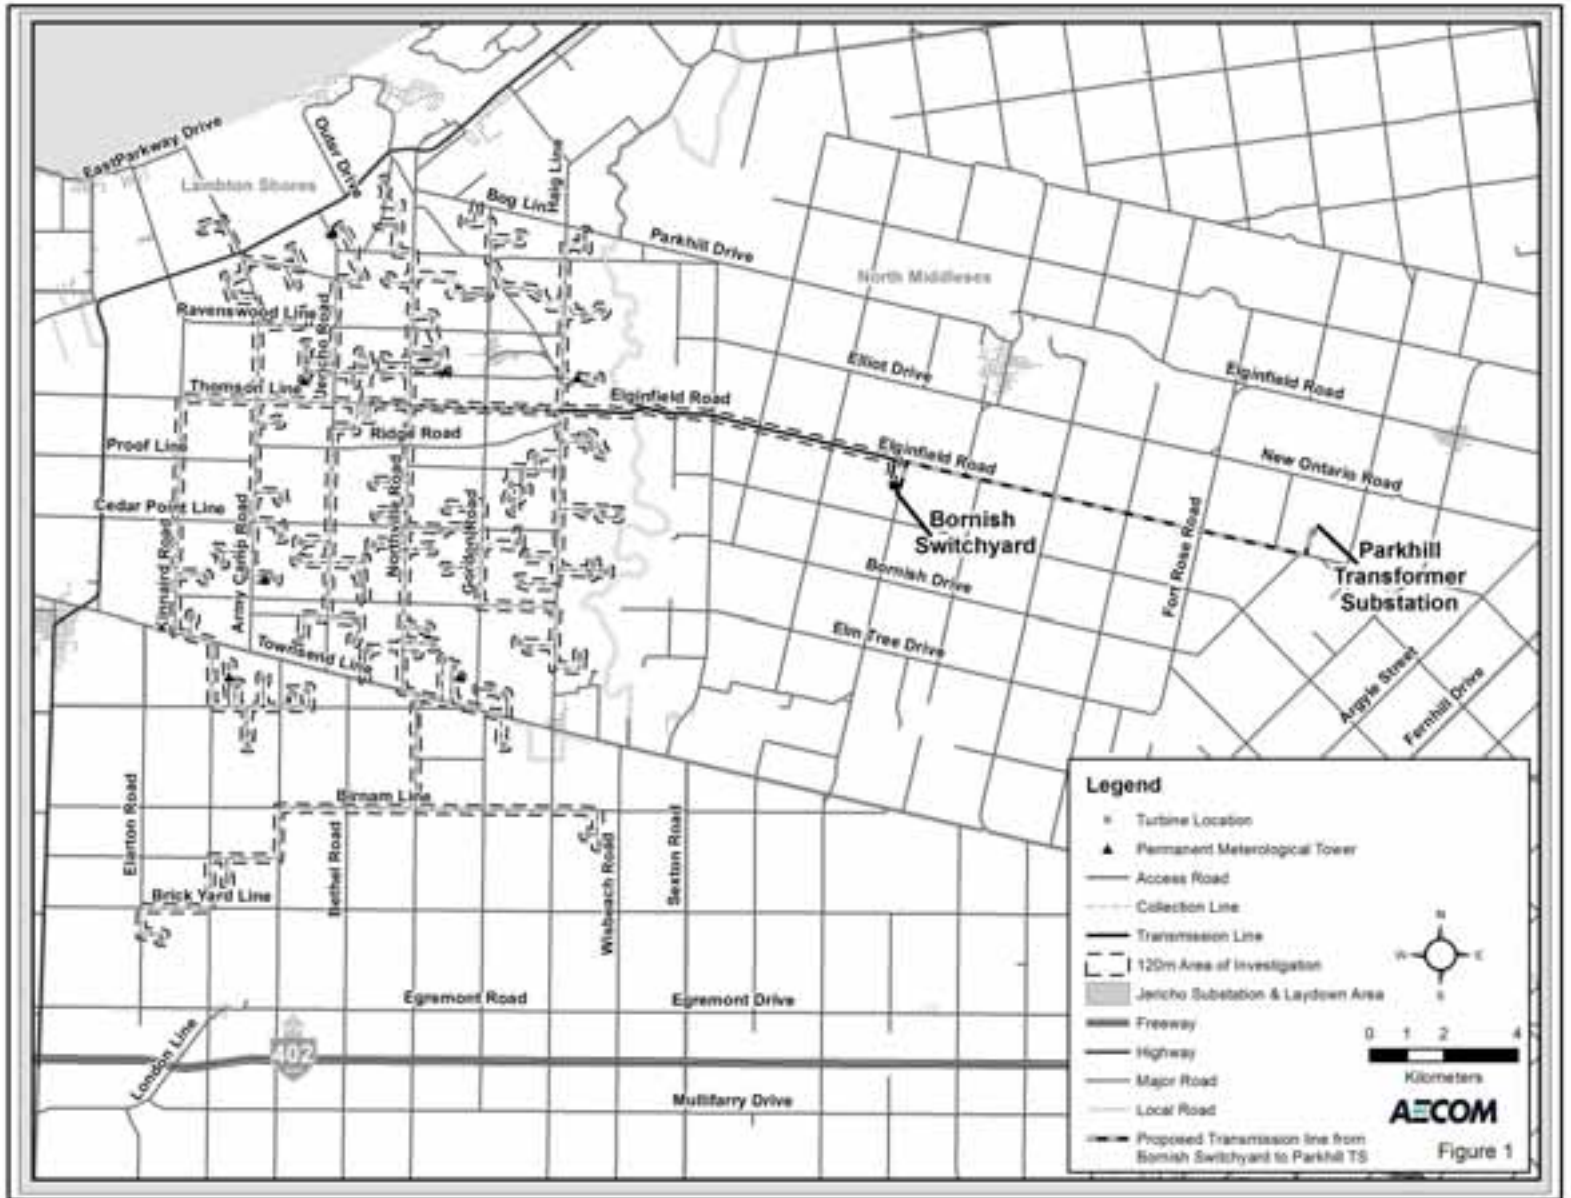 EastParkway Drive
Outer Drive
Lambton Shores
Haig Line
Bog Lin
Parkhill Drive
North Middlesex
Ravenswood Line
Jericho Road
Elliot Drive
Elginfield Road
Thomson Line
Elginfield Road
Ridge Road
Proof Line
Elginfield Road
New Ontario Road
Cedar Point Line
Kinnaird Road
Army Camp Road
Northville Road
Gordon Road
Bornish
Switchyard
Fort Rose Road
Parkhill
Transformer
Substation
Bornish Drive
Elm Tree Drive
Townsend Line
Argyle Street
Fernhill Drive
Elarton Road
Birnam Line
Bethel Road
Wisbeach Road
Sexton Road
Brick Yard Line
Egremont Road
Egremont Drive
London Line
402
Mullifarry Drive
Legend
Turbine Location
Permanent Meterological Tower
Access Road
Collection Line
Transmission Line
120m Area of Investigation
Jericho Substation & Laydown Area
Freeway
Highway
Major Road
Local Road
Proposed Transmission line from
Bornish Switchyant to Parkhill TS
N
W E
S
0 1 2 4
Kilometers
AECOM
Figure 1